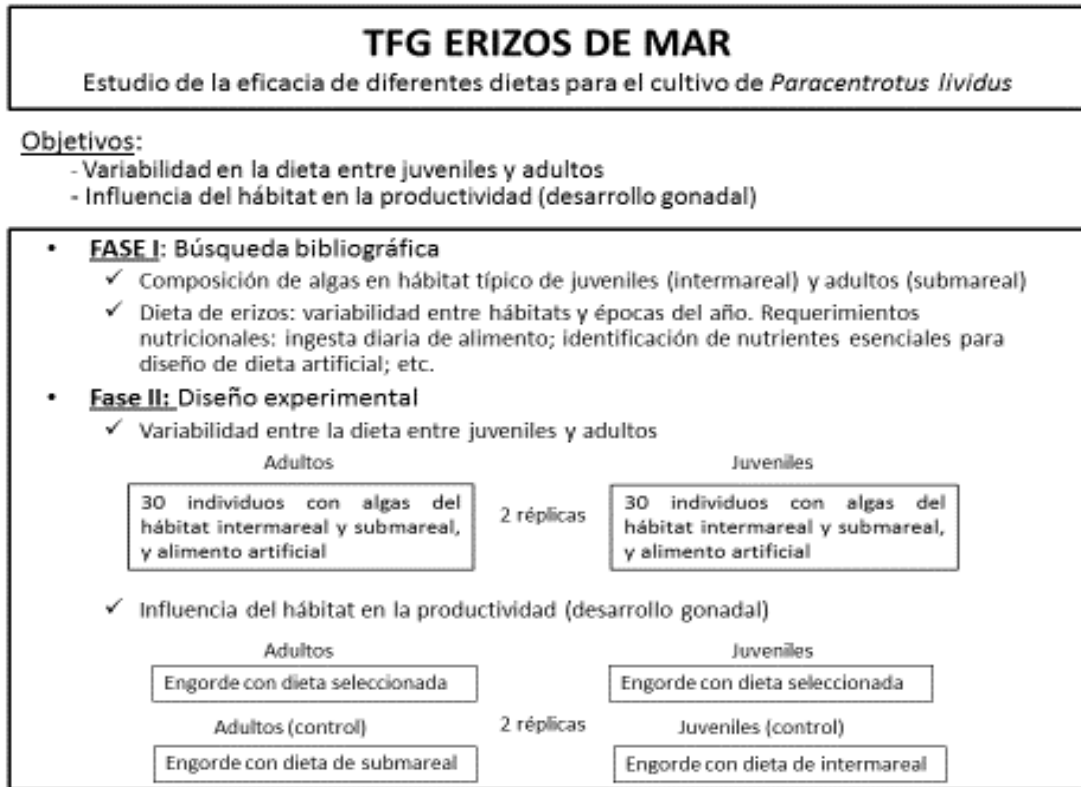 TFG ERIZOS DE MAR
Estudio de la eficacia de diferentes dietas para el cultivo de Paracentrotus lividus
Objetivos:
- Variabilidad en la dieta entre juveniles y adultos
- Influencia del hábitat en la productividad (desarrollo gonadal)
• FASE I: Búsqueda bibliográfica
✓ Composición de algas en hábitat típico de juveniles (intermareal) y adultos (submareal)
✓ Dieta de erizos: variabilidad entre hábitats y épocas del año. Requerimientos
nutricionales: ingesta diaria de alimento; identificación de nutrientes esenciales para
diseño de dieta artificial; etc.
• Fase II: Diseño experimental
✓ Variabilidad entre la dieta entre juveniles y adultos
Adultos
30 individuos con algas del
hábitat intermareal y submareal,
y alimento artificial
2 réplicas
Juveniles
30 individuos con algas del
hábitat intermareal y submareal,
y alimento artificial
✓ Influencia del hábitat en la productividad (desarrollo gonadal)
Adultos
Engorde con dieta seleccionada
Juveniles
Engorde con dieta seleccionada
2 réplicas
Adultos (control)
Engorde con dieta de submareal
Juveniles (control)
Engorde con dieta de intermareal